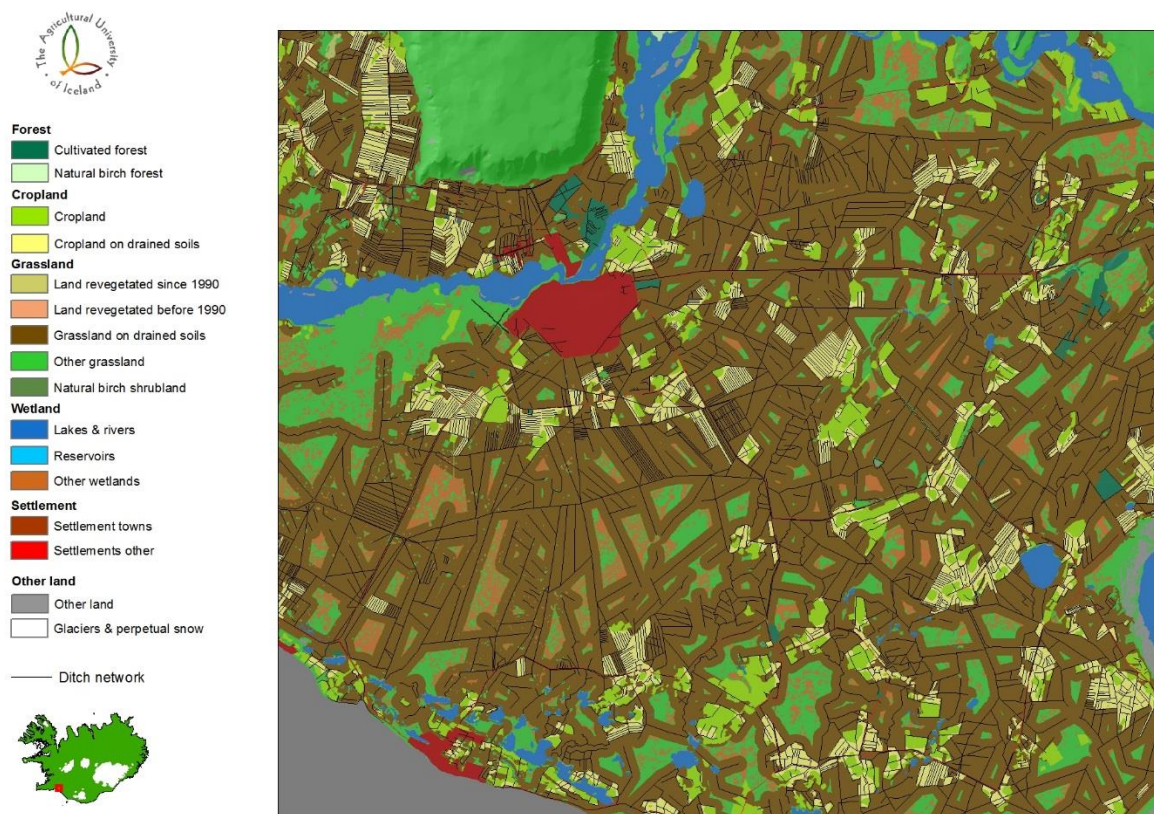 The Agricultural University
of Iceland
Forest
Cultivated forest
Natural birch forest
Cropland
Cropland
Cropland on drained soils
Grassland
Land revegetated since 1990
Land revegetated before 1990
Grassland on drained soils
Other grassland
Natural birch shrubland
Wetland
Lakes & rivers
Reservoirs
Other wetlands
Settlement
Settlement towns
Settlements other
Other land
Other land
Glaciers & perpetual snow
Ditch network